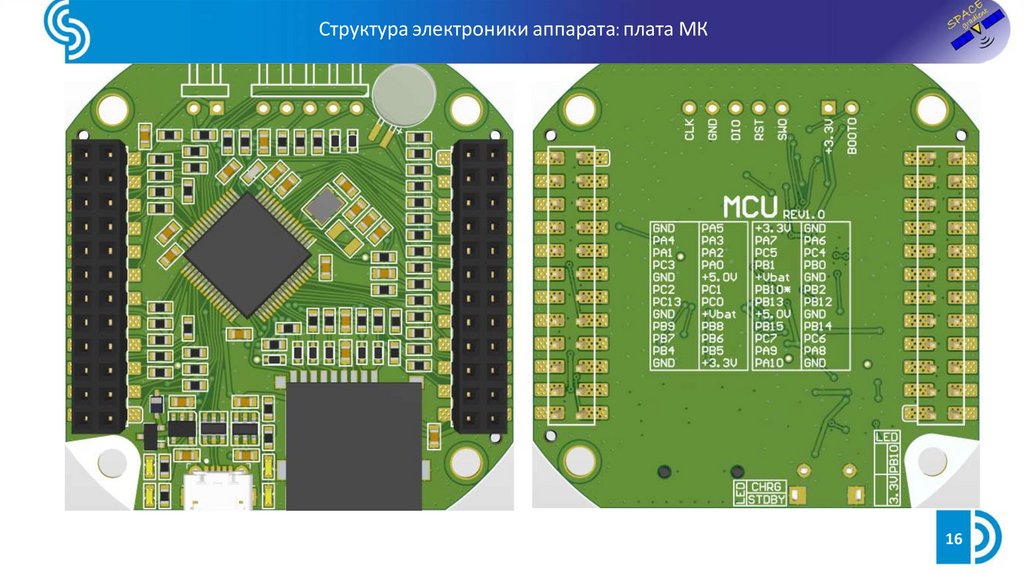 Структура электроники аппарата: плата МК
SPACE
gradient
CLK
GND
DIO
RST
SWO
+3.3V
BOOT0
MCU REV1.0
GND PA5 +3.3V GND
PA4 PA3 PA7 PA6
PA1 PA2 PC5 PC4
PC3 PA0 PB1 PB0
GND +5.0V +Vbat GND
PC2 PC1 PB10* PB2
PC13 PC0 PB13 PB12
GND +Vbat +5.0V GND
PB9 PB8 PB15 PB14
PB7 PB6 PC7 PC6
PB4 PB5 PA9 PA8
GND +3.3V PA10 GND
LED
3.3V PB10
LED
CHRG
STDBY
16